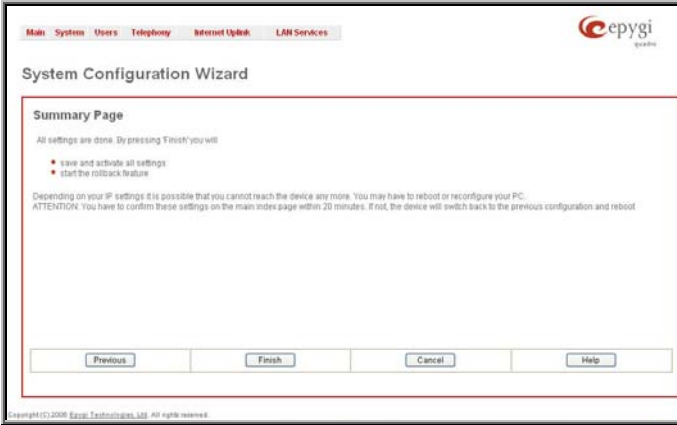 Main System Users Telephony Internet Uplink LAN Services
epygi
quadro
System Configuration Wizard
Summary Page
All settings are done. By pressing 'Finish' you will
save and activate all settings
start the rollback feature
Depending on your IP settings it is possible that you cannot reach the device any more. You may have to reboot or reconfigure your PC.
ATTENTION: You have to confirm these settings on the main index page within 20 minutes. If not, the device will switch back to the previous configuration and reboot
Previous Finish Cancel Help
Copyright (C) 2008 Epygi Technologies, Ltd. All rights reserved.